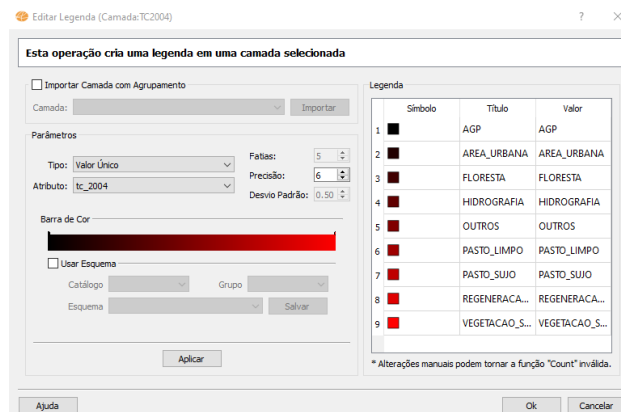 Editar Legenda (Camada:TC2004)
Esta operação cria uma legenda em uma camada selecionada
Importar Camada com Agrupamento
Camada:
Importar
Parâmetros
Tipo: Valor Único
Atributo: tc_2004
Fatias: 5
Precisão: 6
Desvio Padrão: 0.50
Barra de Cor
Usar Esquema
Catálogo
Grupo
Esquema
Salvar
Aplicar
Legenda
Símbolo Título Valor
1 AGP AGP
2 AREA_URBANA AREA_URBANA
3 FLORESTA FLORESTA
4 HIDROGRAFIA HIDROGRAFIA
5 OUTROS OUTROS
6 PASTO_LIMPO PASTO_LIMPO
7 PASTO_SUJO PASTO_SUJO
8 REGENERACA... REGENERACA...
9 VEGETACAO_S... VEGETACAO_S...
* Alterações manuais podem tornar a função "Count" inválida.
Ajuda
Ok
Cancelar